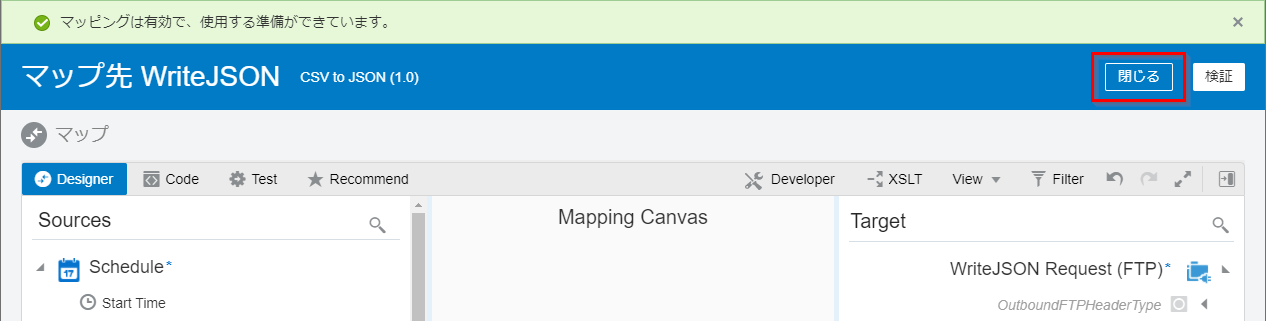 マッピングは有効で、使用する準備ができています。
マップ先 WriteJSON CSV to JSON (1.0) 閉じる 検証
マップ
Designer Code Test Recommend Developer XSLT View Filter
Sources Mapping Canvas Target
Schedule* WriteJSON Request (FTP)*
17
Start Time OutboundFTPHeaderType